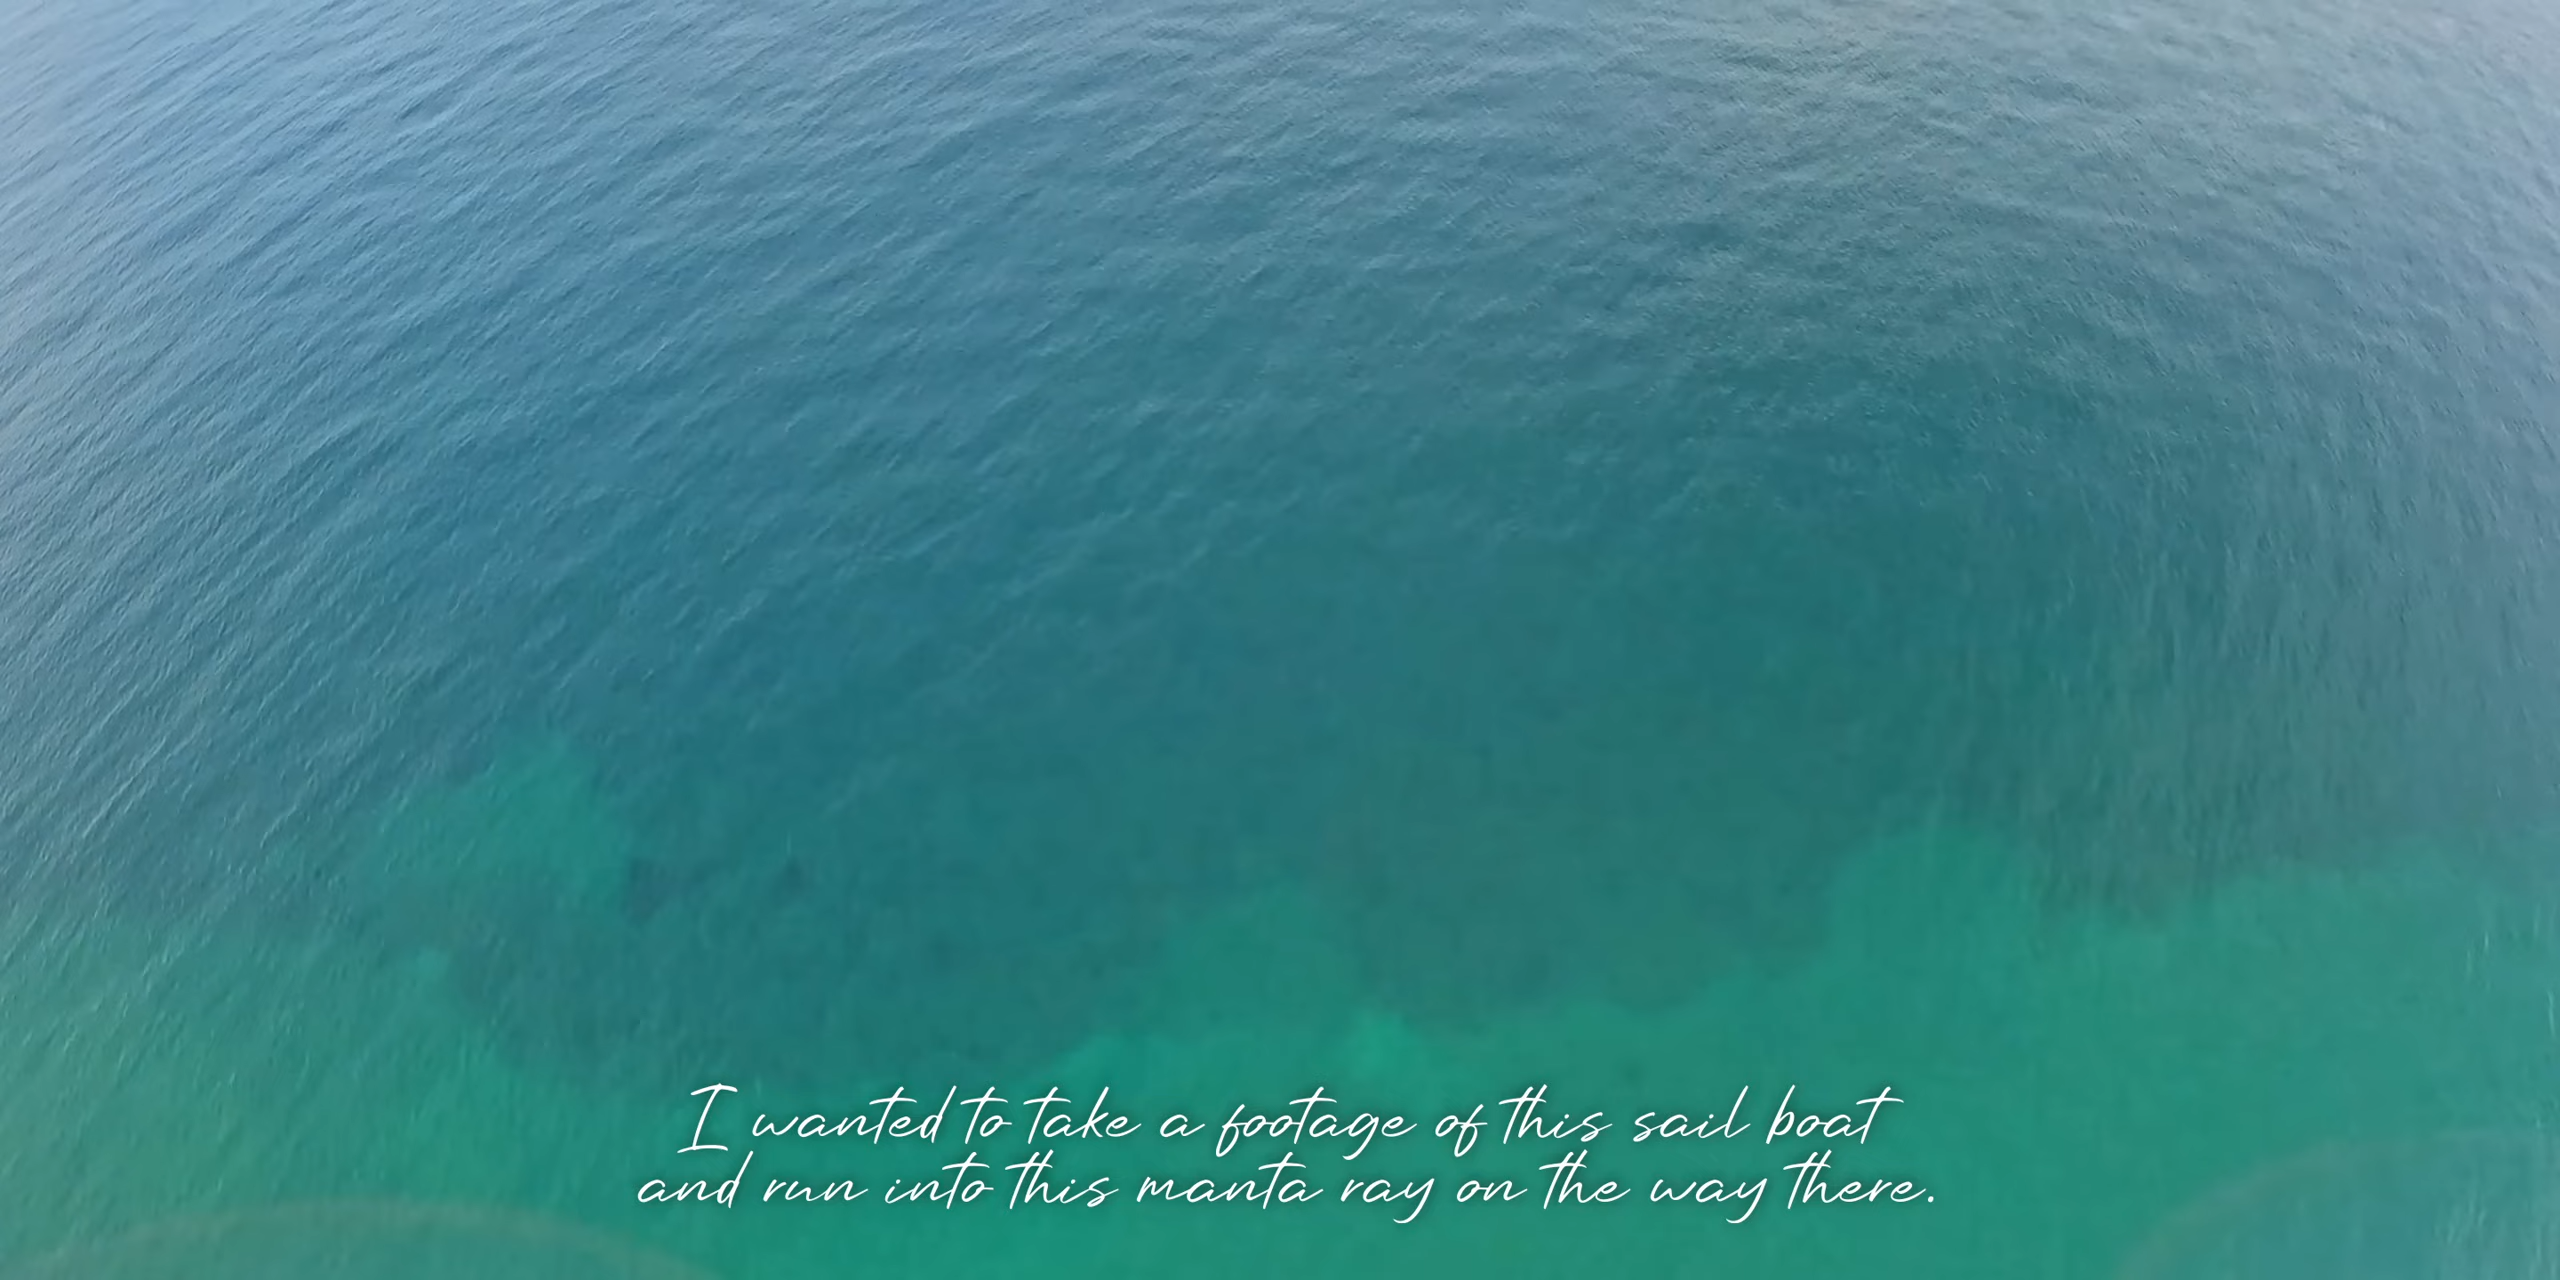 I wanted to take a footage of this sail boat
and run into this manta ray on the way there.